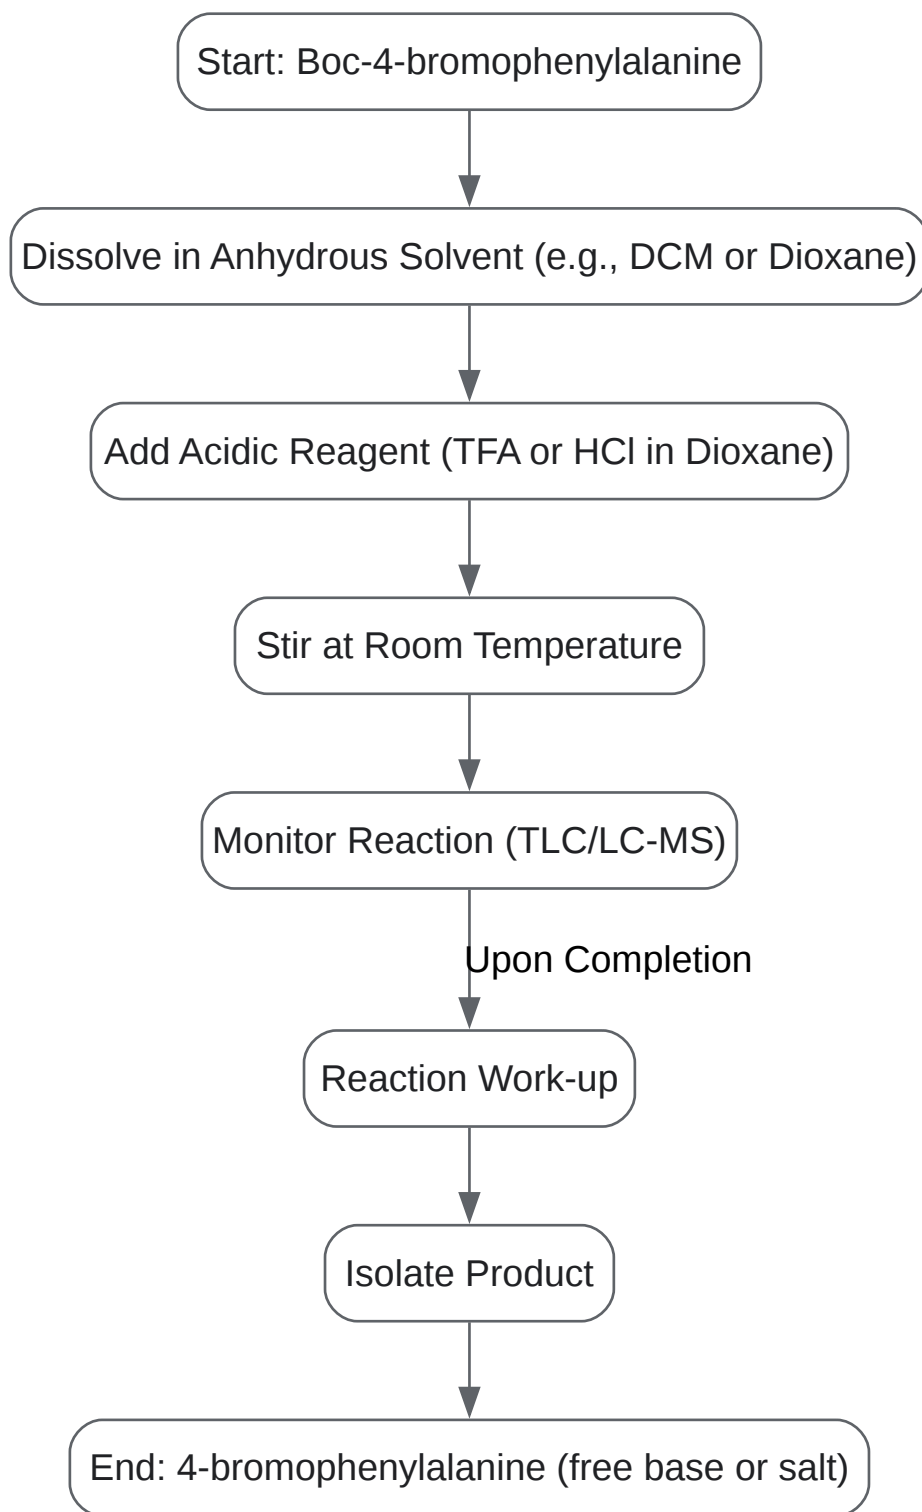 Start: Boc-4-bromophenylalanine
Dissolve in Anhydrous Solvent (e.g., DCM or Dioxane)
Add Acidic Reagent (TFA or HCl in Dioxane)
Stir at Room Temperature
Monitor Reaction (TLC/LC-MS)
Upon Completion
Reaction Work-up
Isolate Product
End: 4-bromophenylalanine (free base or salt)